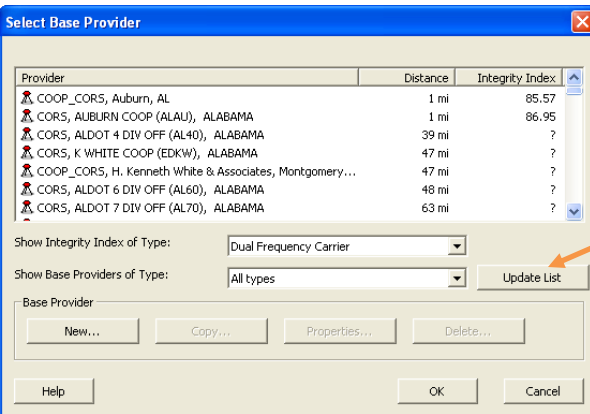 Select Base Provider
Provider Distance Integrity Index
COOP_CORS, Auburn, AL 1 mi 85.57
CORS, AUBURN COOP (ALAU), ALABAMA 1 mi 86.95
CORS, ALDOT 4 DIV OFF (AL40), ALABAMA 39 mi ?
CORS, K WHITE COOP (EDKW), ALABAMA 47 mi ?
COOP_CORS, H. Kenneth White & Associates, Montgomery... 47 mi ?
CORS, ALDOT 6 DIV OFF (AL60), ALABAMA 48 mi ?
CORS, ALDOT 7 DIV OFF (AL70), ALABAMA 63 mi ?
Show Integrity Index of Type: Dual Frequency Carrier
Show Base Providers of Type: All types Update List
Base Provider
New... Copy... Properties... Delete...
Help OK Cancel